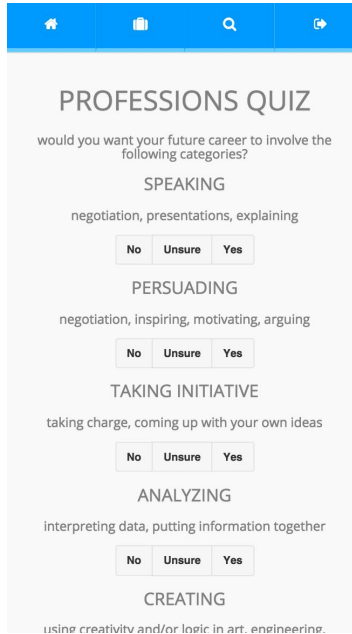 PROFESSIONS QUIZ
would you want your future career to involve the
following categories?
SPEAKING
negotiation, presentations, explaining
No Unsure Yes
PERSUADING
negotiation, inspiring, motivating, arguing
No Unsure Yes
TAKING INITIATIVE
taking charge, coming up with your own ideas
No Unsure Yes
ANALYZING
interpreting data, putting information together
No Unsure Yes
CREATING
using creativity and/or logic in art, engineering,